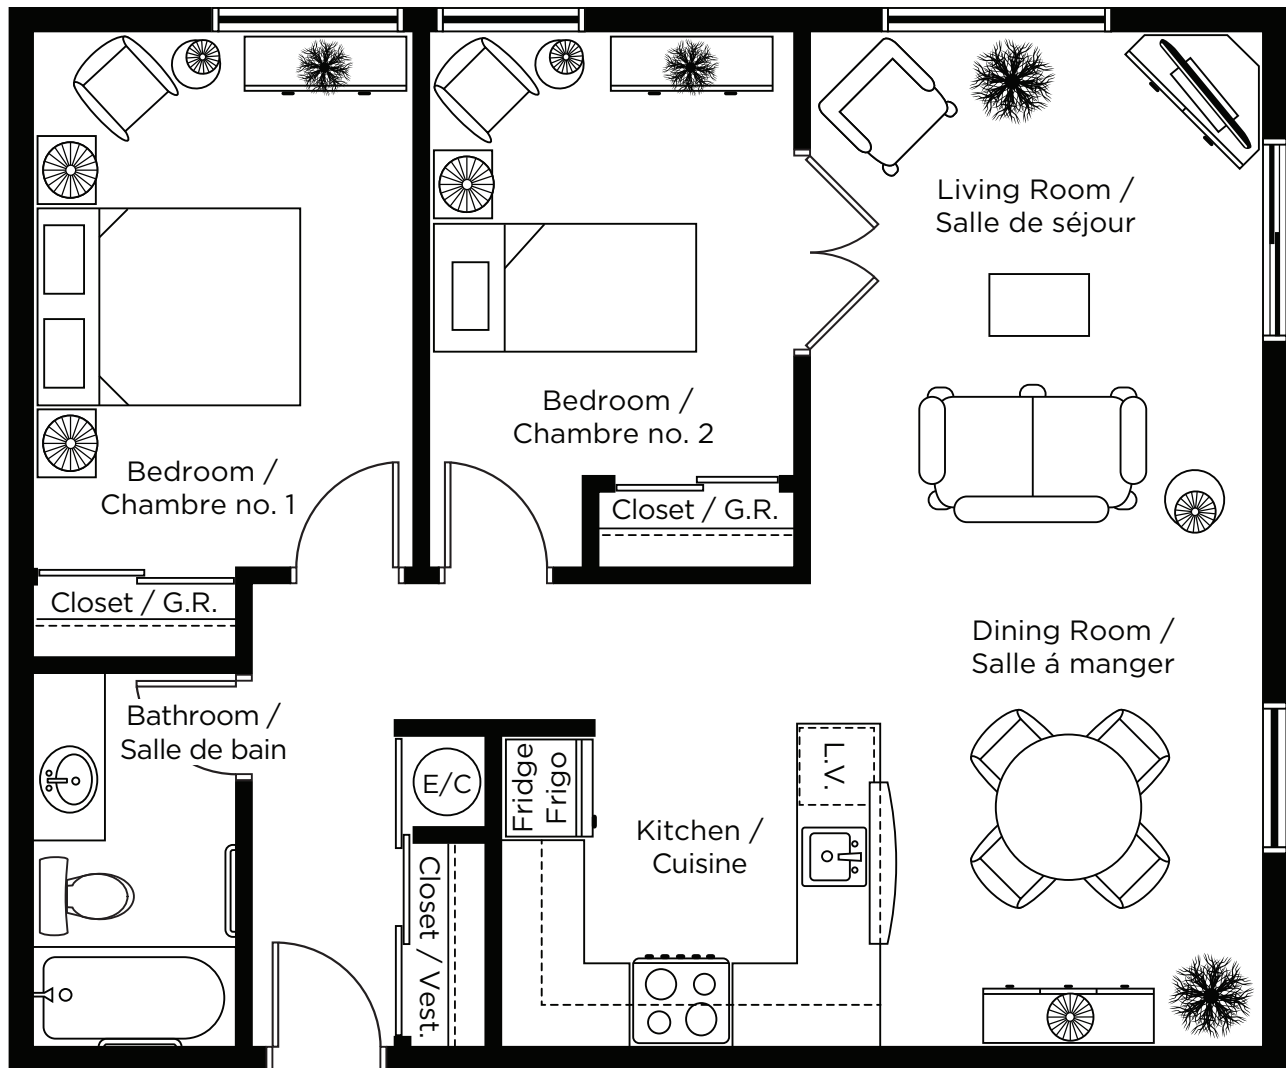 Living Room /
Salle de séjour
Bedroom /
Chambre no. 2
Bedroom /
Chambre no. 1
Closet / G.R.
Closet / G.R.
Dining Room /
Salle á manger
Bathroom /
Salle de bain
E/C
Fridge
Frigo
L.V.
Kitchen /
Cuisine
Closet / Vest.